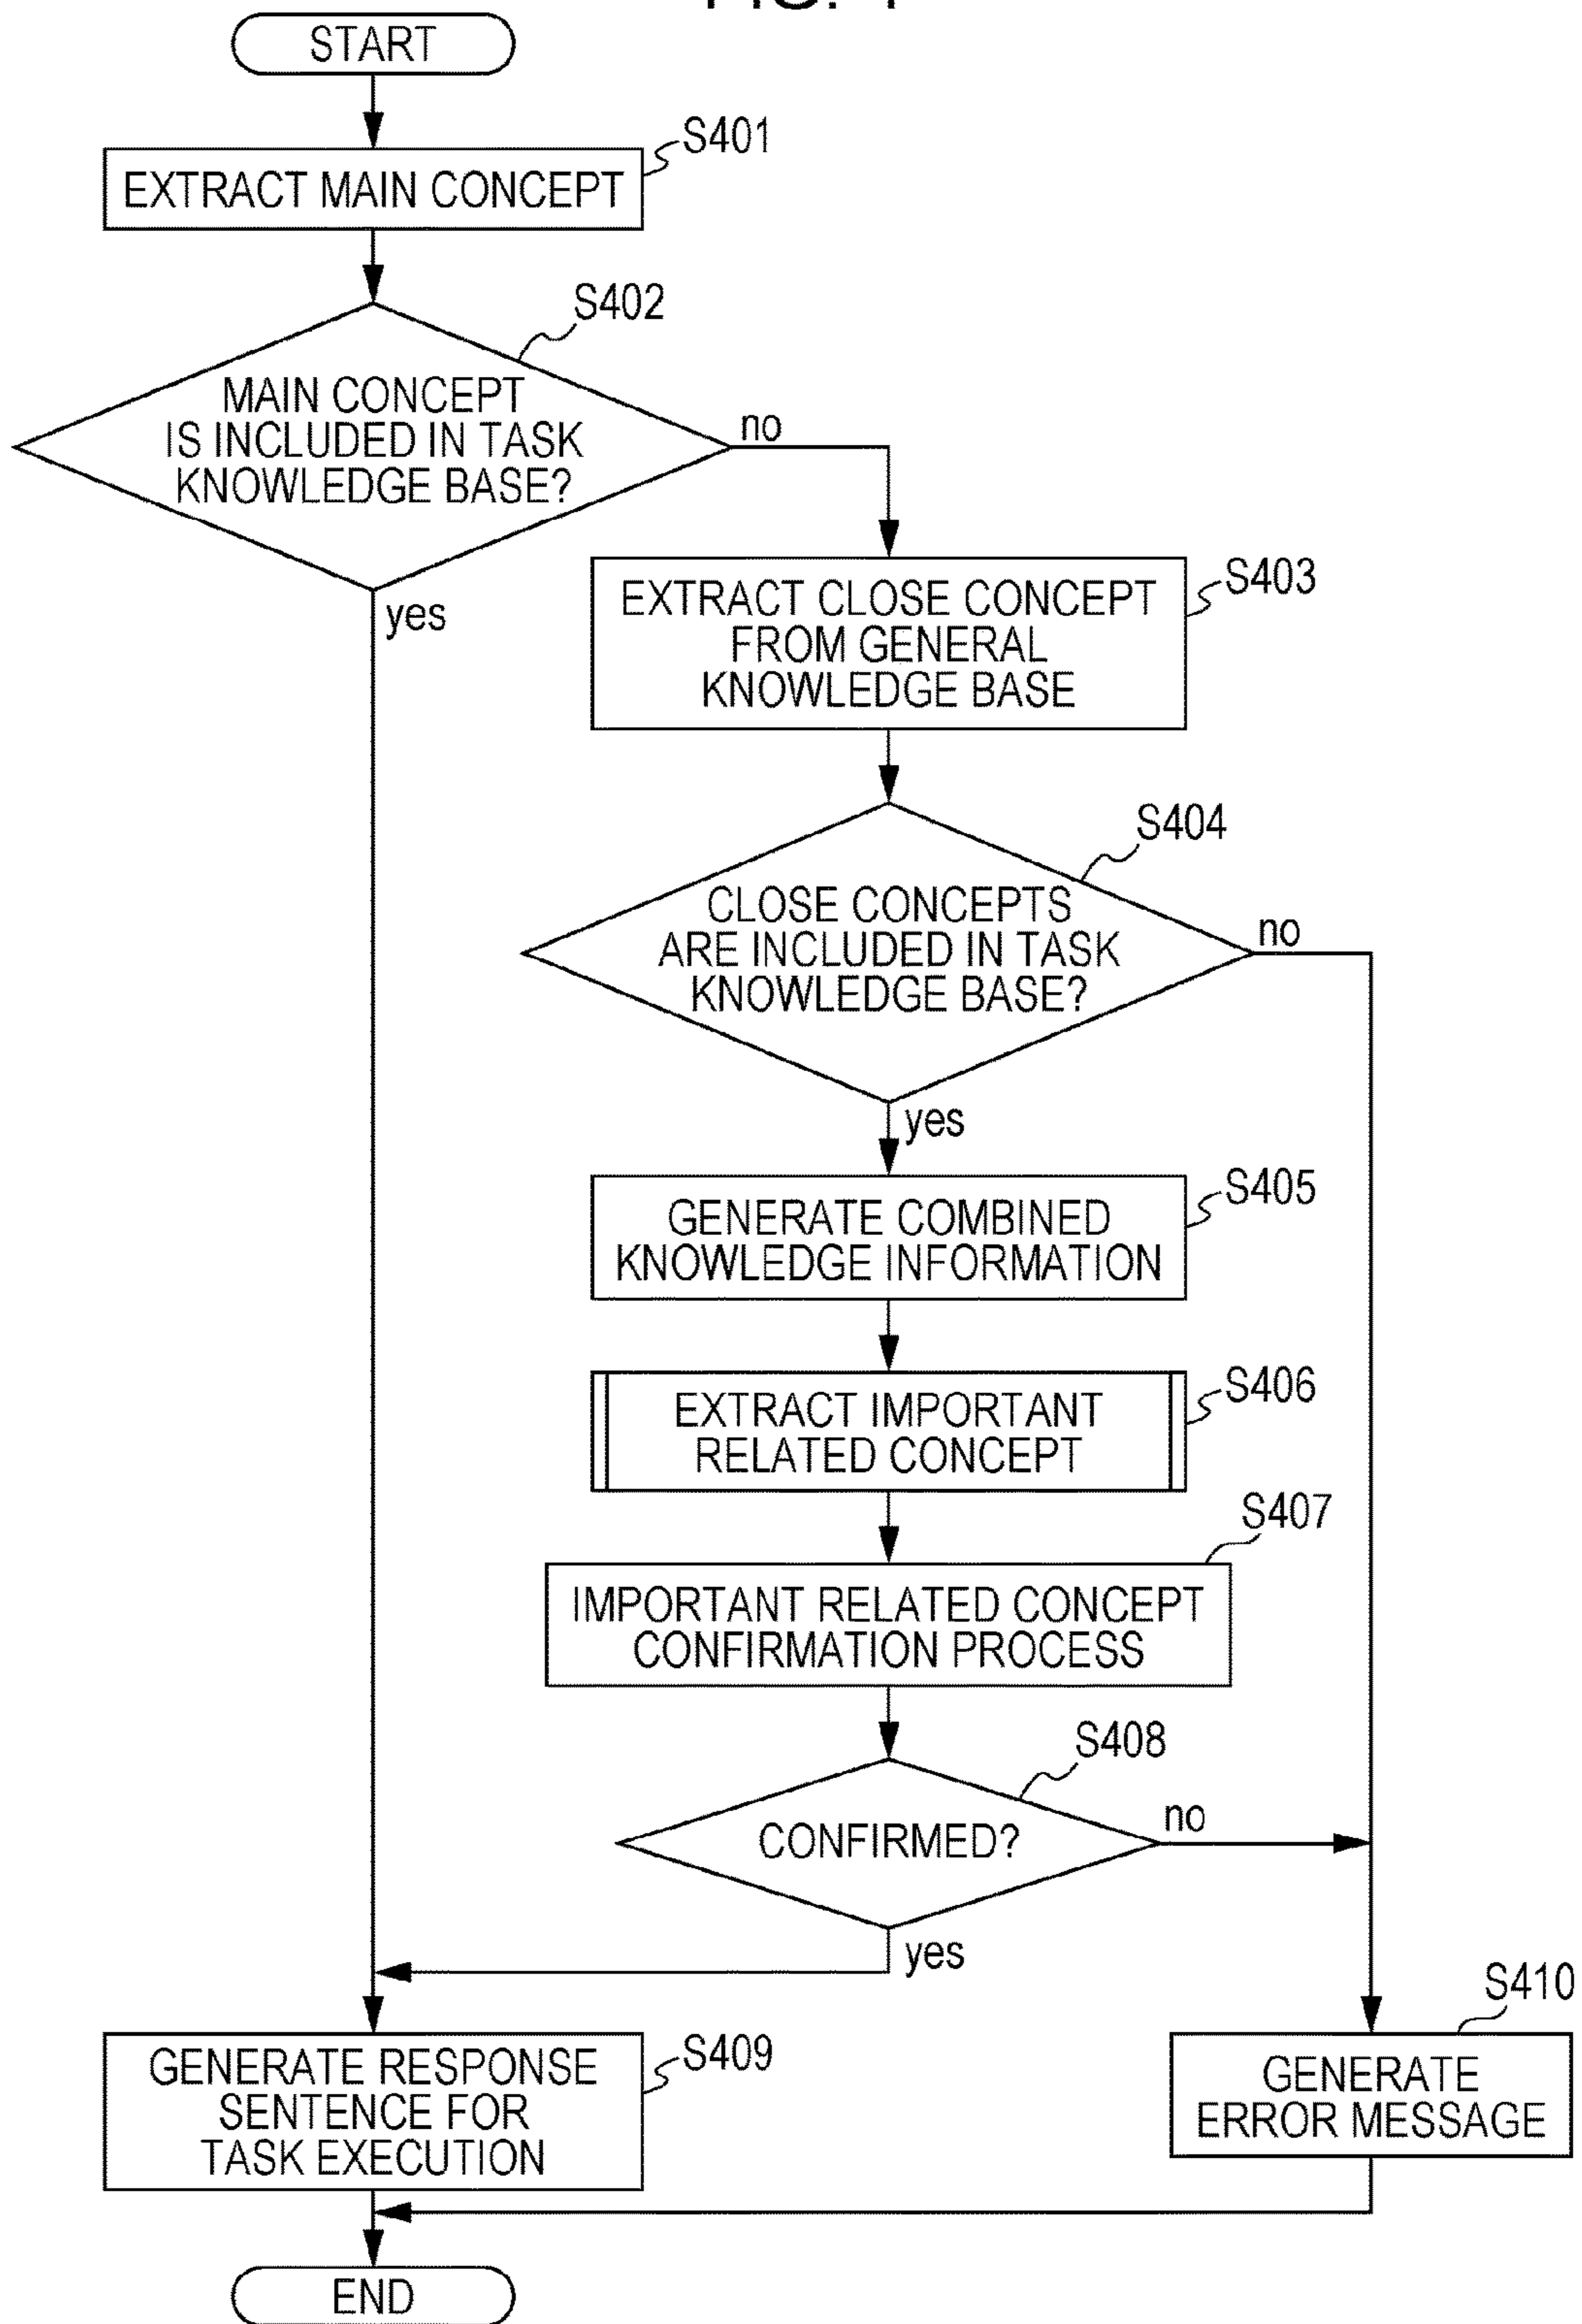 START
S401
EXTRACT MAIN CONCEPT
S402
MAIN CONCEPT
IS INCLUDED IN TASK
KNOWLEDGE BASE?
no
yes
S403
EXTRACT CLOSE CONCEPT
FROM GENERAL
KNOWLEDGE BASE
S404
CLOSE CONCEPTS
ARE INCLUDED IN TASK
KNOWLEDGE BASE?
no
yes
S405
GENERATE COMBINED
KNOWLEDGE INFORMATION
S406
EXTRACT IMPORTANT
RELATED CONCEPT
S407
IMPORTANT RELATED CONCEPT
CONFIRMATION PROCESS
S408
CONFIRMED?
no
yes
S409
GENERATE RESPONSE
SENTENCE FOR
TASK EXECUTION
S410
GENERATE
ERROR MESSAGE
END